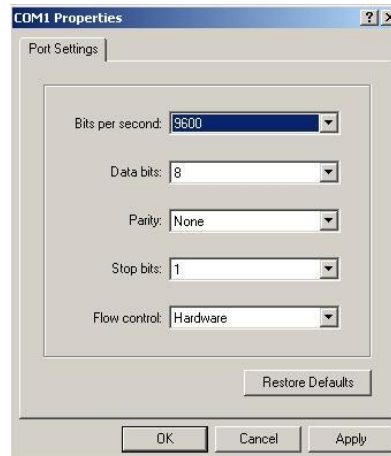 COM1 Properties
Port Settings
Bits per second: 9600
Data bits: 8
Parity: None
Stop bits: 1
Flow control: Hardware
Restore Defaults
OK Cancel Apply